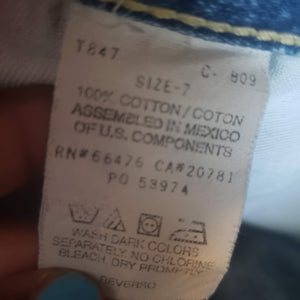 T847 C- 809
SIZE-7
100% COTTON/COTON
ASSEMBLED IN MEXICO
OF U.S. COMPONENTS
RN#66476 CA#20781
PO 53974
WASH DARK COLORS
SEPARATELY. NO CHLORINE
BLEACH. DRY PROMPTLY
REVERSO